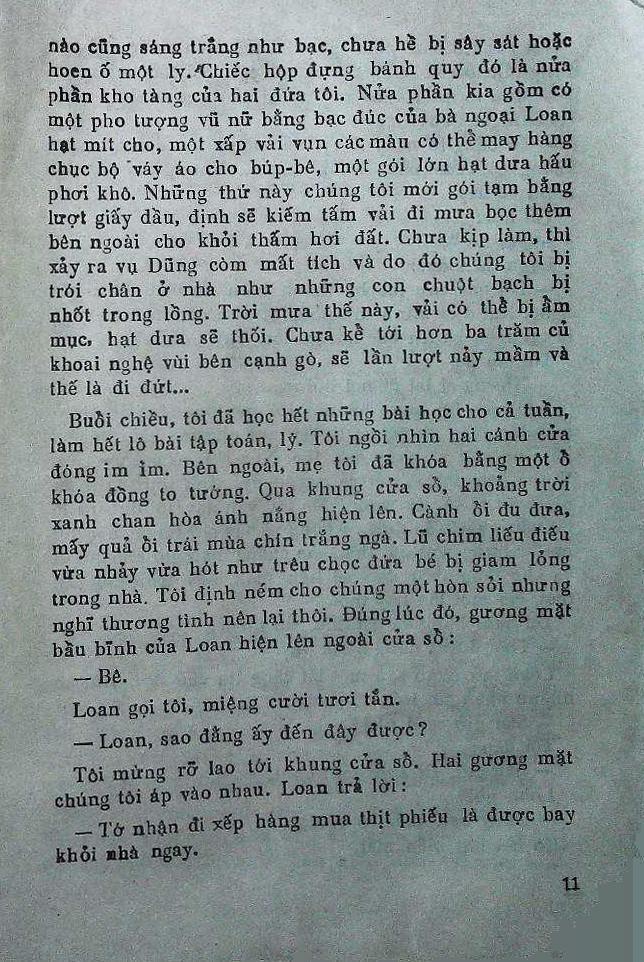 nào cũng sáng trắng như bạc, chưa hề bị sây sát hoặc
hoen ố một ly. Chiếc hộp đựng bánh quy đó là nửa
phần kho tàng của hai đứa tôi. Nửa phần kia gồm có
một pho tượng vũ nữ bằng bạc đúc của bà ngoại Loan
hạt mít cho, một xấp vải vụn các màu có thể may hàng
chục bộ váy áo cho búp-bê, một gói lớn hạt dưa hấu
phơi khô. Những thứ này chúng tôi mới gói tạm bằng
lượt giấy dầu, định sẽ kiếm tấm vải đi mưa bọc thêm
bên ngoài cho khỏi thấm hơi đất. Chưa kịp làm, thì
xảy ra vụ Dũng còm mất tích và do đó chúng tôi bị
trói chân ở nhà như những con chuột bạch bị
nhốt trong lồng. Trời mưa thế này, vải có thể bị ẩm
mục, hạt dưa sẽ thối. Chưa kể tới hơn ba trăm củ
khoai nghệ vùi bên cạnh gò, sẽ lần lượt nảy mầm và
thế là đi đứt...
Buổi chiều, tôi đã học hết những bài học cho cả tuần,
làm hết lô bài tập toán, lý. Tôi ngồi nhìn hai cánh cửa
đóng im ỉm. Bên ngoài, mẹ tôi đã khóa bằng một ổ
khóa đồng to tướng. Qua khung cửa sổ, khoảng trời
xanh chan hòa ánh nắng hiện lên. Cành ổi đu đưa,
mấy quả ổi trái mùa chín trắng ngà. Lũ chim liếu điếu
vừa nhảy vừa hót như trêu chọc đứa bé bị giam lỏng
trong nhà. Tôi định ném cho chúng một hòn sỏi nhưng
nghĩ thương tình nên lại thôi. Đúng lúc đó, gương mặt
bầu bĩnh của Loan hiện lên ngoài cửa sổ :
— Bê.
Loan gọi tôi, miệng cười tươi tắn.
— Loan, sao đằng ấy đến đây được ?
Tôi mừng rỡ lao tới khung cửa sổ. Hai gương mặt
chúng tôi áp vào nhau. Loan trả lời :
— Tớ nhận đi xếp hàng mua thịt phiếu là được bay
khỏi nhà ngay.
11